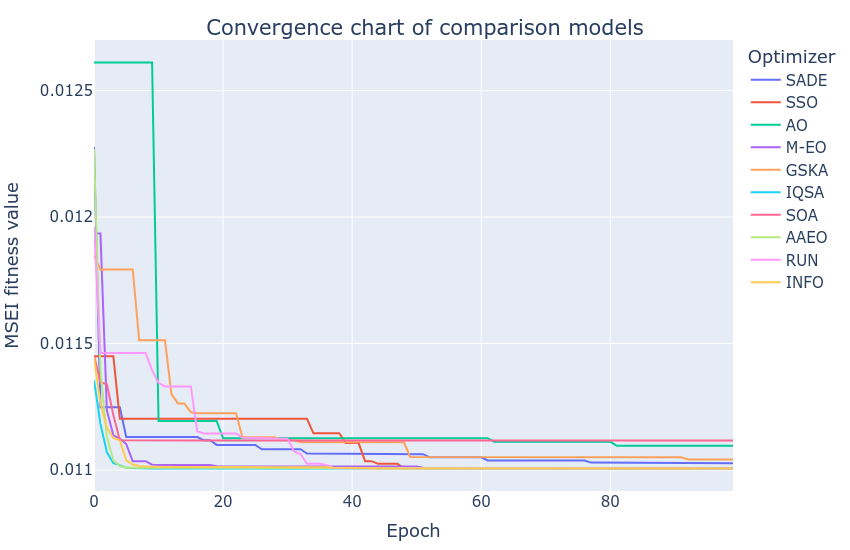 Convergence chart of comparison models
MSEI fitness value
0.0125
0.012
0.0115
0.011
0
20
40
60
80
Epoch
Optimizer
SADE
SSO
AO
M-EO
GSKA
IQSA
SOA
AAEO
RUN
INFO